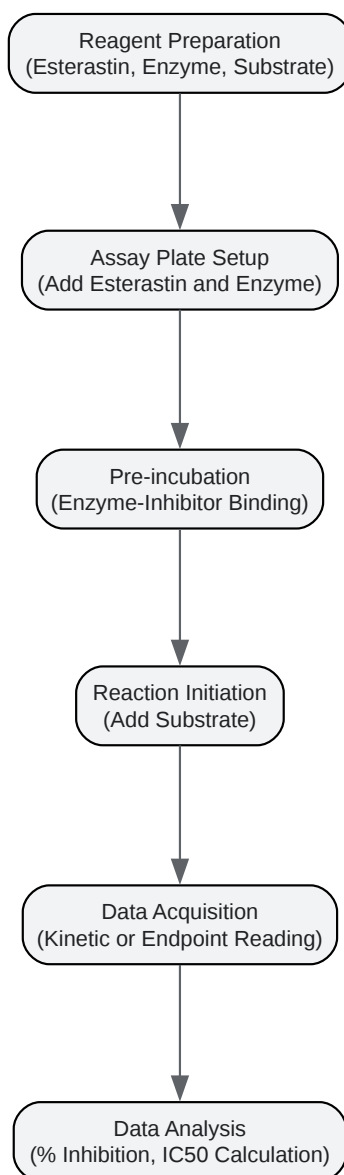 Reagent Preparation
(Esterastin, Enzyme, Substrate)
Assay Plate Setup
(Add Esterastin and Enzyme)
Pre-incubation
(Enzyme-Inhibitor Binding)
Reaction Initiation
(Add Substrate)
Data Acquisition
(Kinetic or Endpoint Reading)
Data Analysis
(% Inhibition, IC50 Calculation)